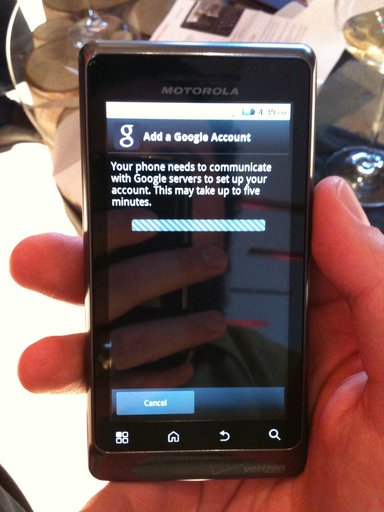 MOTOROLA
g Add a Google Account
Your phone needs to communicate
with Google servers to set up your
account. This may take up to five
minutes.
Cancel
verizon